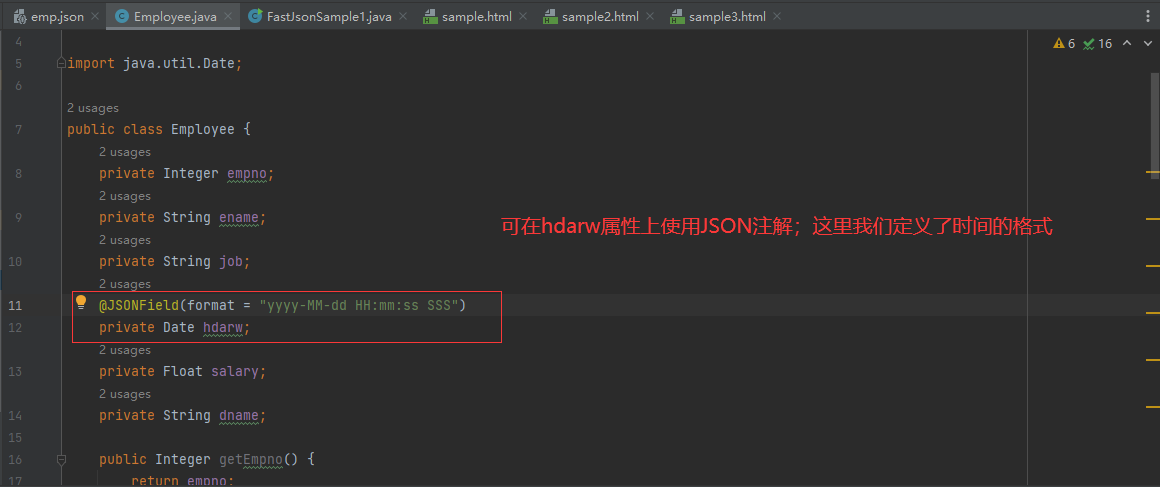 emp.json Employee.java FastJsonSample1.java sample.html sample2.html sample3.html
4 6 16
5 import java.util.Date;
6
2 usages
7 public class Employee {
2 usages
8 private Integer empno;
2 usages
9 private String ename;
可在hdarw属性上使用JSON注解；这里我们定义了时间的格式
2 usages
10 private String job;
2 usages
11 @JSONField(format = "yyyy-MM-dd HH:mm:ss SSS")
12 private Date hdarw;
2 usages
13 private Float salary;
2 usages
14 private String dname;
15
16 public Integer getEmpno() {
17 return empno;